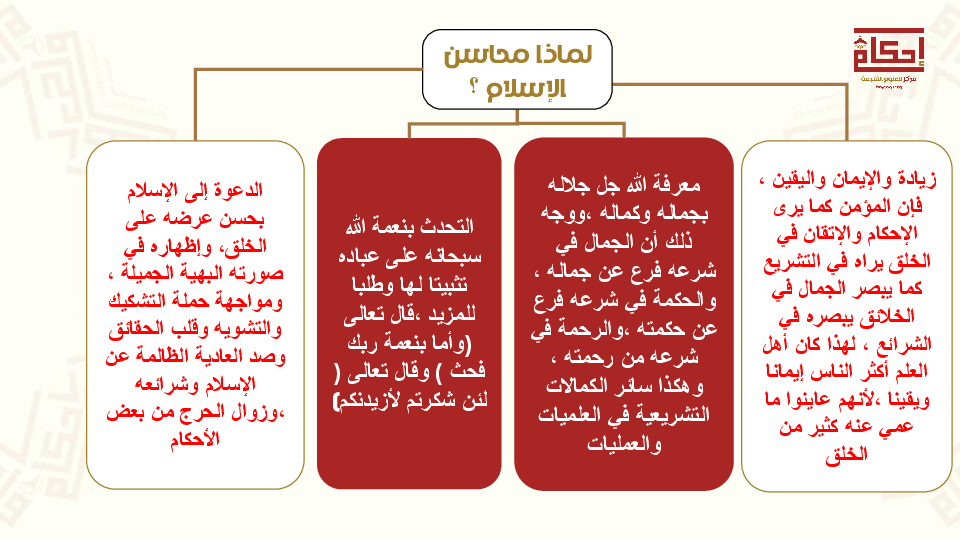 لماذا محاسن
الإسلام ؟
إحكام
مركز للعلوم الشرعية
زيادة والإيمان واليقين ،
فإن المؤمن كما يرى
الإحكام والإتقان في
الخلق يراه في التشريع
كما يبصر الجمال في
الخلائق يبصره في
الشرائع ، لهذا كان أهل
العلم أكثر الناس إيمانا
ويقينا ،لأنهم عاينوا ما
عمي عنه كثير من
الخلق
معرفة الله جل جلاله
بجماله وكماله ،ووجه
ذلك أن الجمال في
شرعه فرع عن جماله ،
والحكمة في شرعه فرع
عن حكمته ،والرحمة في
شرعه من رحمته ،
وهكذا سائر الكمالات
التشريعية في العلميات
والعمليات
التحدث بنعمة الله
سبحانه على عباده
تثبيتا لها وطلبا
للمزيد ،قال تعالى
(وأما بنعمة ربك
فحث ) وقال تعالى (
لئن شكرتم لأزيدنكم)
الدعوة إلى الإسلام
بحسن عرضه على
الخلق، وإظهاره في
صورته البهية الجميلة ،
ومواجهة حملة التشكيك
والتشويه وقلب الحقائق
وصد العادية الظالمة عن
الإسلام وشرائعه
،وزوال الحرج من بعض
الأحكام